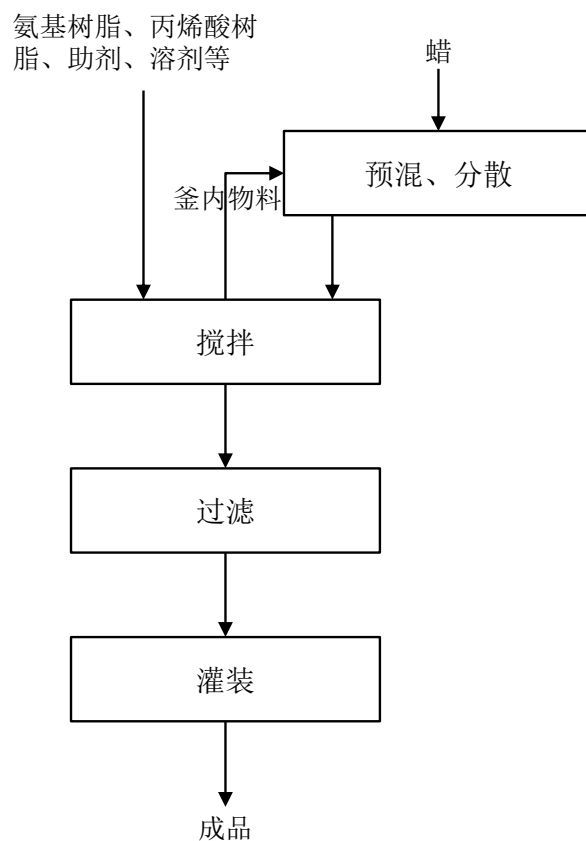 氨基树脂、丙烯酸树
脂、助剂、溶剂等
蜡
预混、分散
釜内物料
搅拌
过滤
灌装
成品